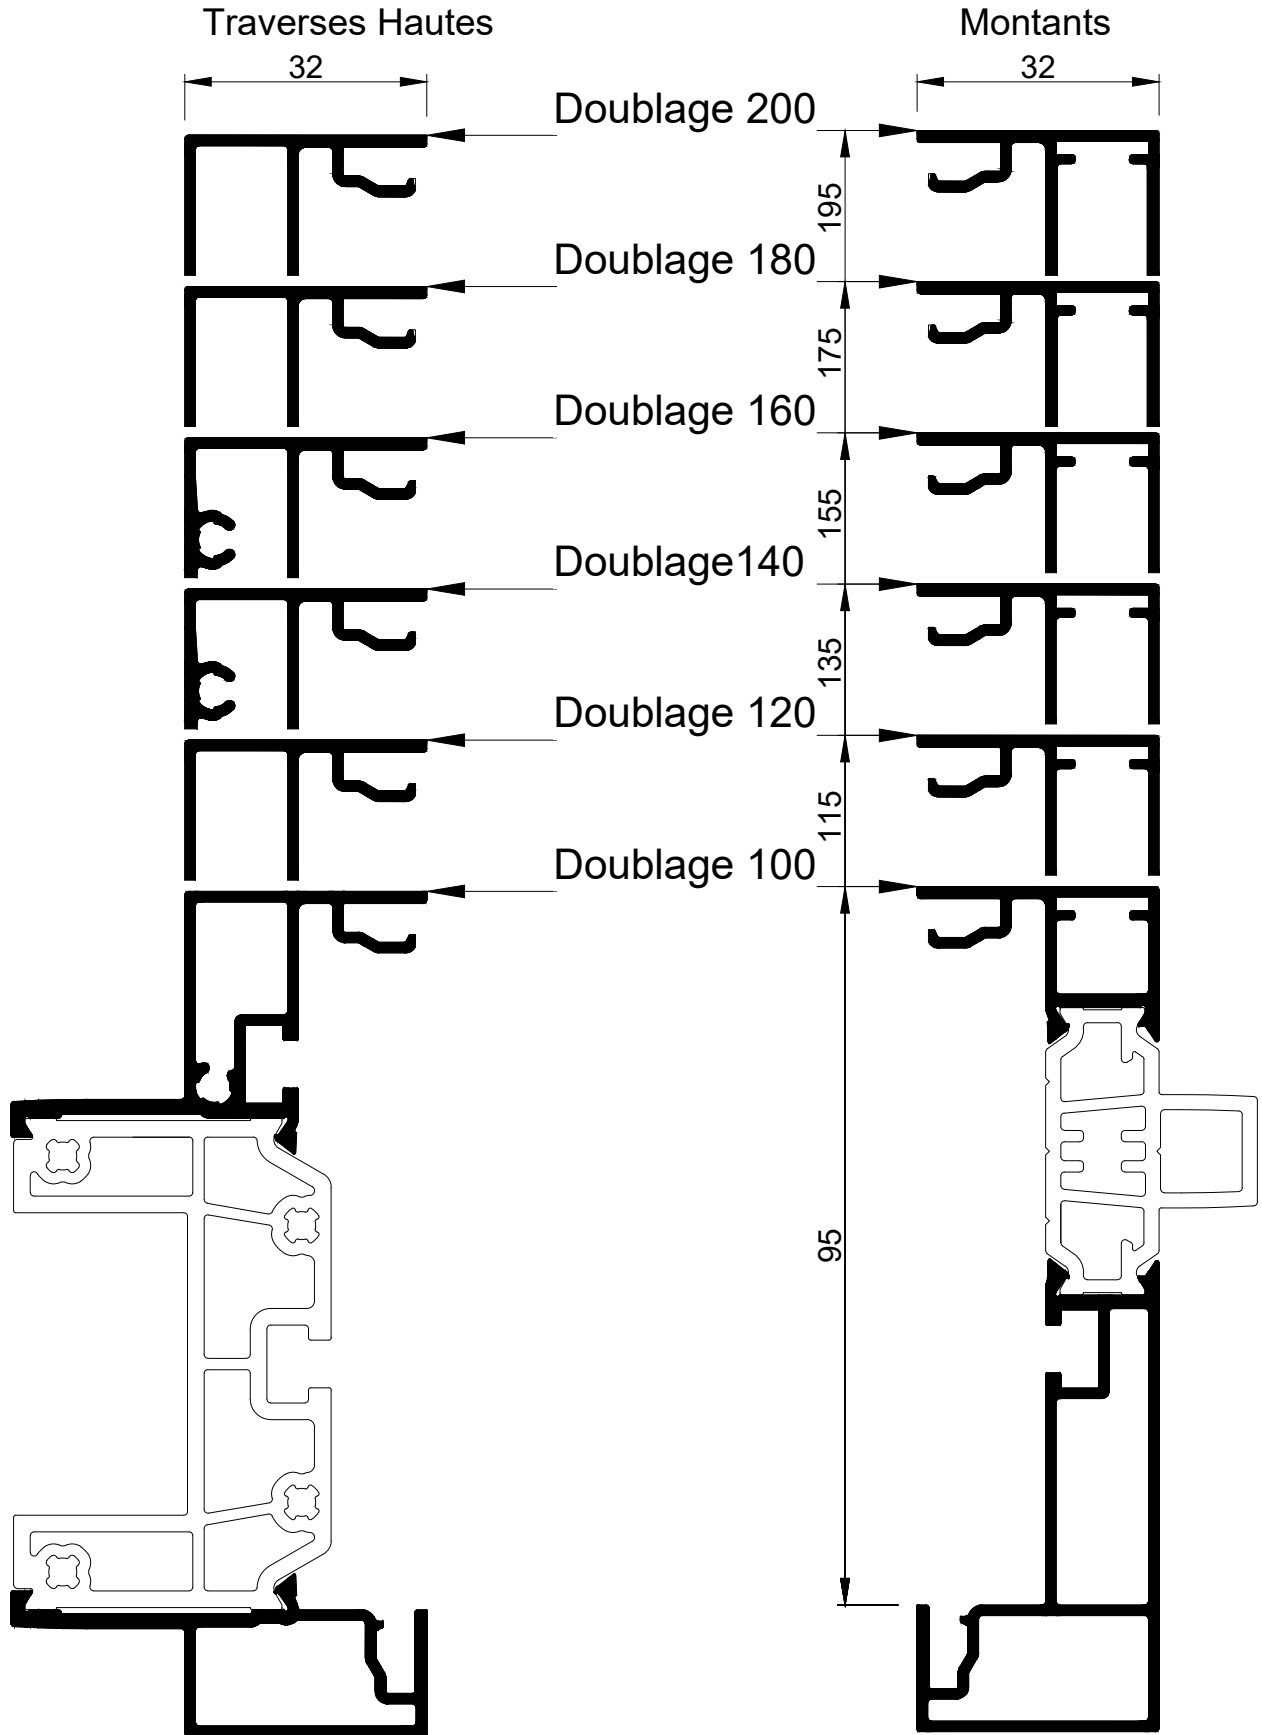 Traverses Hautes
Montants
32
32
Doublage 200
195
Doublage 180
175
Doublage 160
155
Doublage140
135
Doublage 120
115
Doublage 100
95